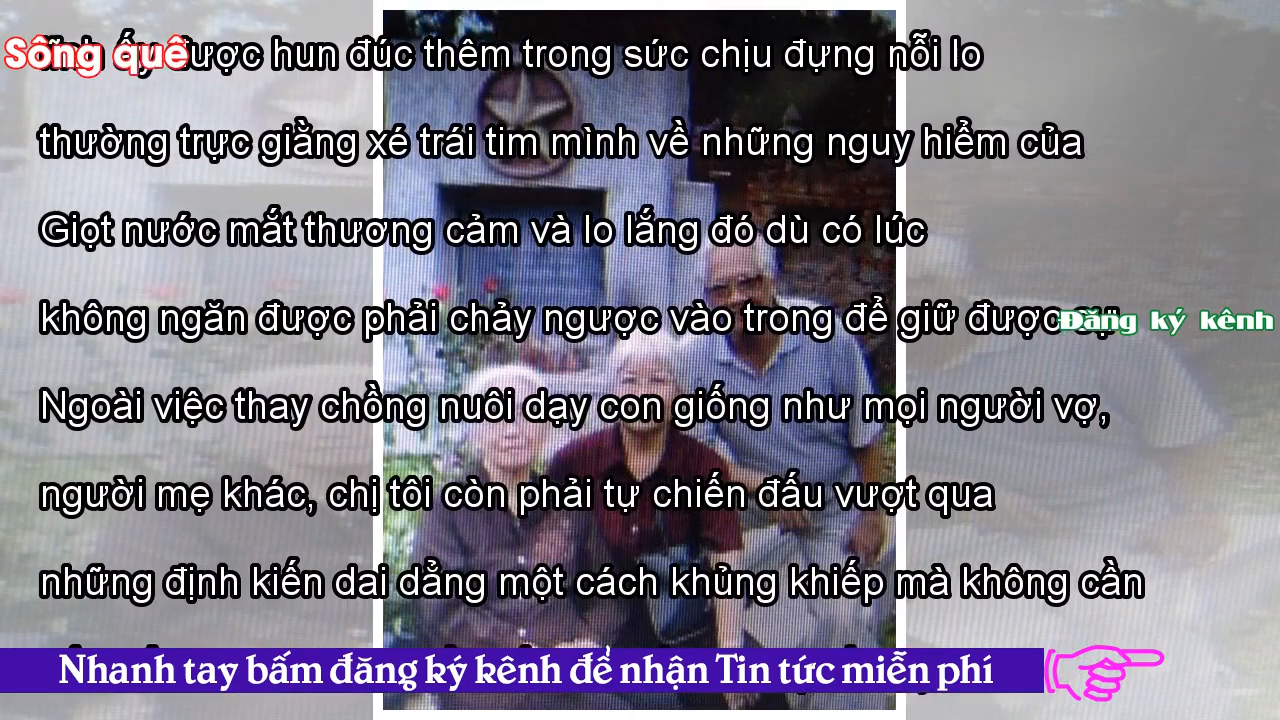 Sông quê
ấy được hun đúc thêm trong sức chịu đựng nỗi lo
thường trực giằng xé trái tim mình về những nguy hiểm của
Giọt nước mắt thương cảm và lo lắng đó dù có lúc
không ngăn được phải chảy ngược vào trong để giữ được
Đăng ký kênh
Ngoài việc thay chồng nuôi dạy con giống như mọi người vợ,
người mẹ khác, chị tôi còn phải tự chiến đấu vượt qua
những định kiến dai dẳng một cách khủng khiếp mà không cần
Nhanh tay bấm đăng ký kênh để nhận Tin tức miễn phí